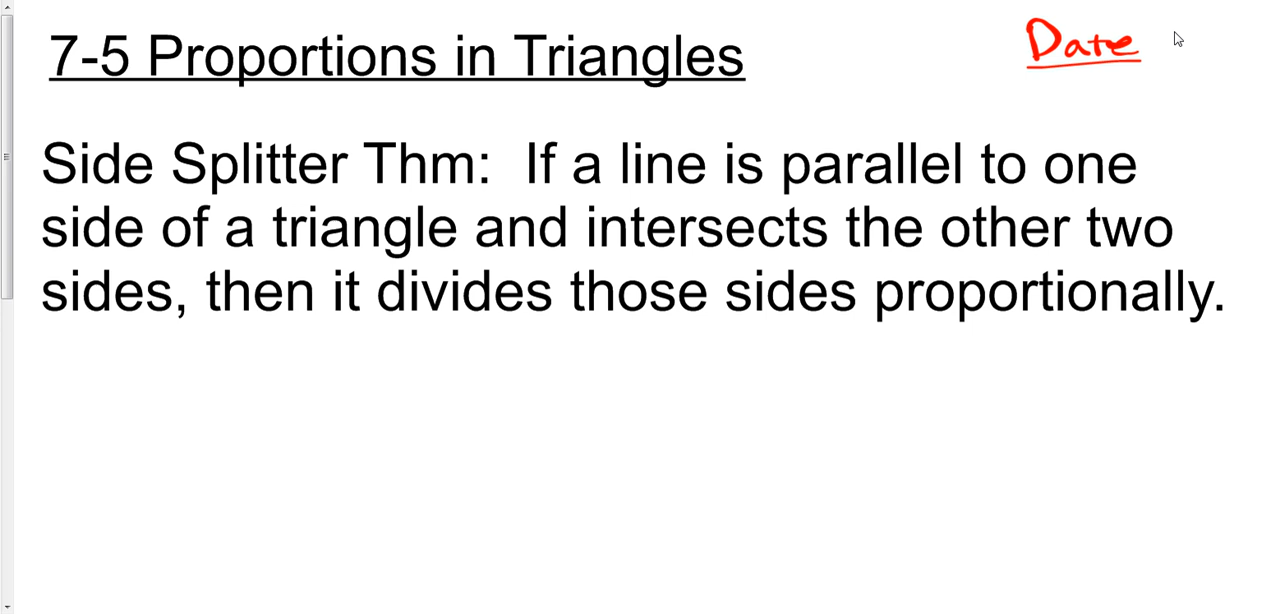 7-5 Proportions in Triangles
Date
Side Splitter Thm:  If a line is parallel to one
side of a triangle and intersects the other two
sides, then it divides those sides proportionally.